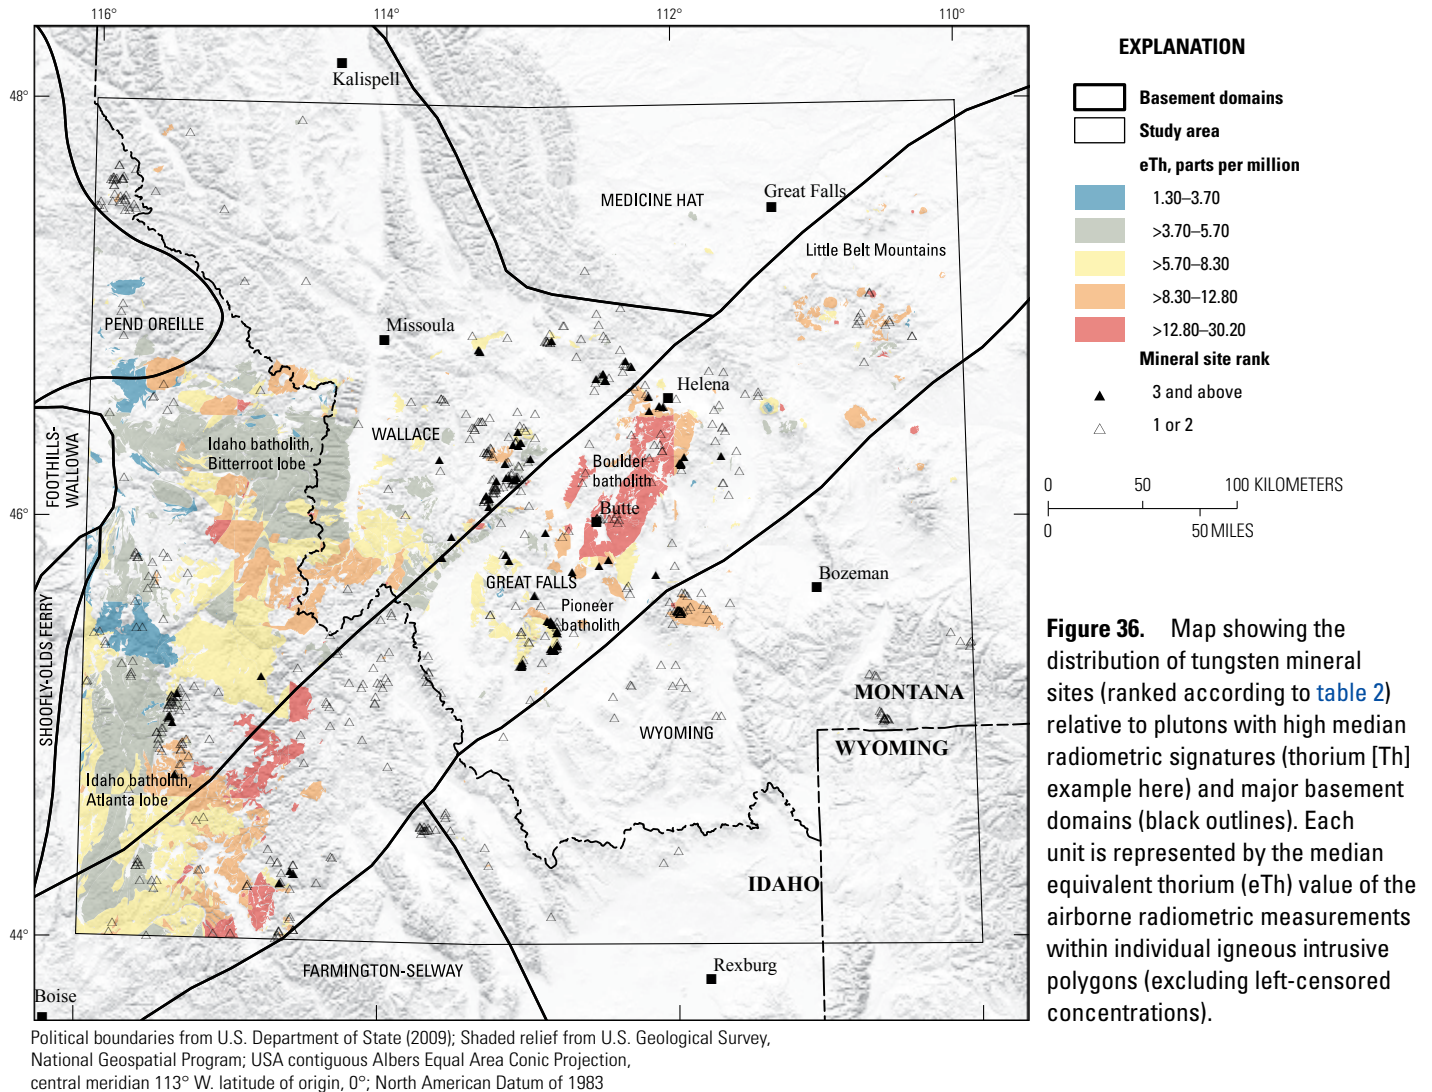 116°
114°
112°
110°
48°
46°
44°
Kalispell
MEDICINE HAT
Great Falls
Little Belt Mountains
PEND OREILLE
Missoula
Helena
WALLACE
Idaho batholith,
Bitterroot lobe
FOOTHILLS-
WALLOWA
Boulder
batholith
Butte
GREAT FALLS
Bozeman
Pioneer
batholith
SHOOFLY-OLDS FERRY
MONTANA
WYOMING
WYOMING
Idaho batholith,
Atlanta lobe
IDAHO
FARMINGTON-SELWAY
Rexburg
Boise
EXPLANATION
Basement domains
Study area
eTh, parts per million
1.30–3.70
>3.70–5.70
>5.70–8.30
>8.30–12.80
>12.80–30.20
Mineral site rank
3 and above
1 or 2
0 50 100 KILOMETERS
0 50 MILES
Figure 36. Map showing the
distribution of tungsten mineral
sites (ranked according to table 2)
relative to plutons with high median
radiometric signatures (thorium [Th]
example here) and major basement
domains (black outlines). Each
unit is represented by the median
equivalent thorium (eTh) value of the
airborne radiometric measurements
within individual igneous intrusive
polygons (excluding left-censored
concentrations).
Political boundaries from U.S. Department of State (2009); Shaded relief from U.S. Geological Survey,
National Geospatial Program; USA contiguous Albers Equal Area Conic Projection,
central meridian 113° W. latitude of origin, 0°; North American Datum of 1983